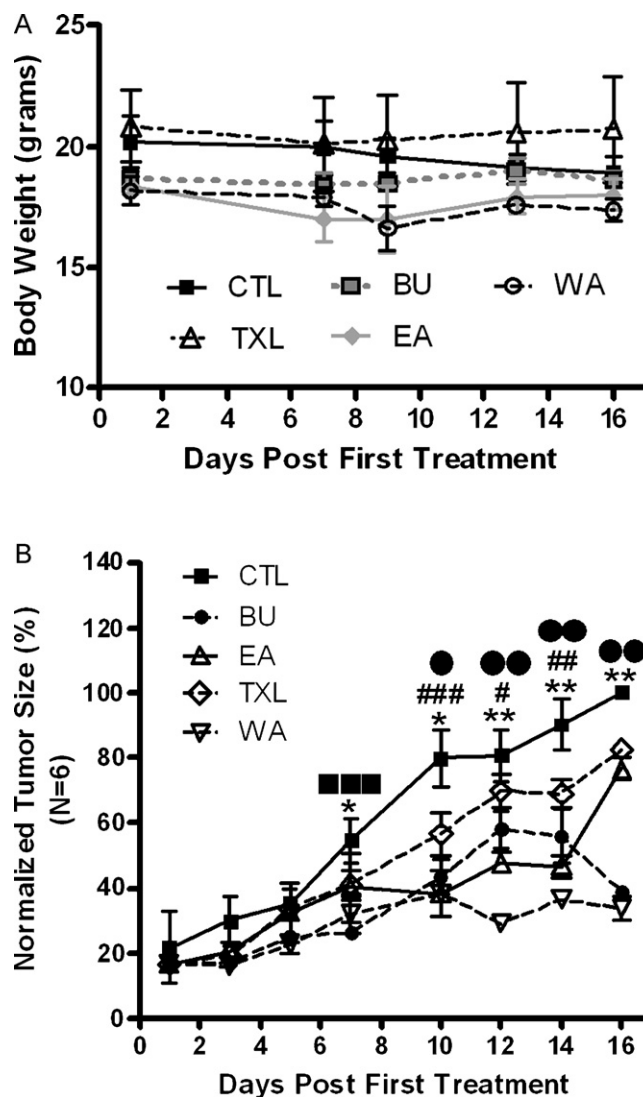 A
25
20
15
10
Body Weight (grams)
CTL
BU
WA
TXL
EA
0 2 4 6 8 10 12 14 16
Days Post First Treatment
B
140
120
100
80
60
40
20
0
Normalized Tumor Size (%)
(N=6)
CTL
BU
EA
TXL
WA
■■■
*
●
###
*
●●
#
**
●●
##
**
●●
**
0 2 4 6 8 10 12 14 16
Days Post First Treatment